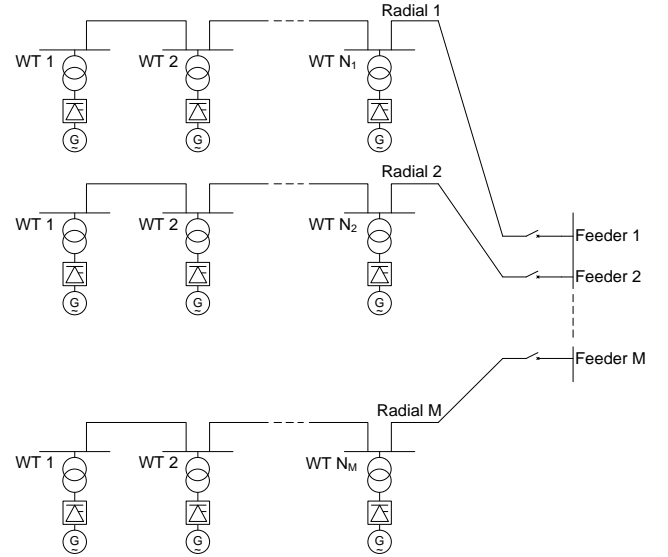 Radial 1
WT 1
WT 2
WT N₁
G
~
G
~
G
~
Radial 2
WT 1
WT 2
WT N₂
G
~
G
~
G
~
Feeder 1
Feeder 2
Feeder M
Radial M
WT 1
WT 2
WT N_M
G
~
G
~
G
~